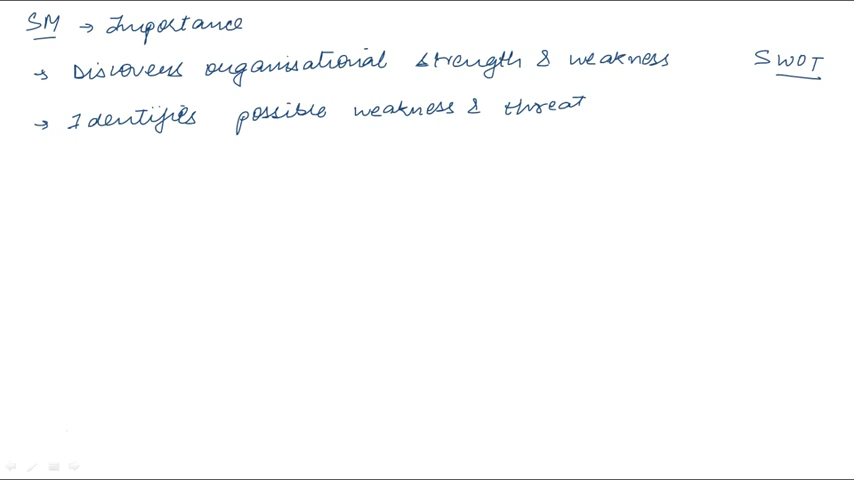 SM → Importance
→ Discovers organisational strength & weakness SWOT
→ Identifies possible weakness & threat